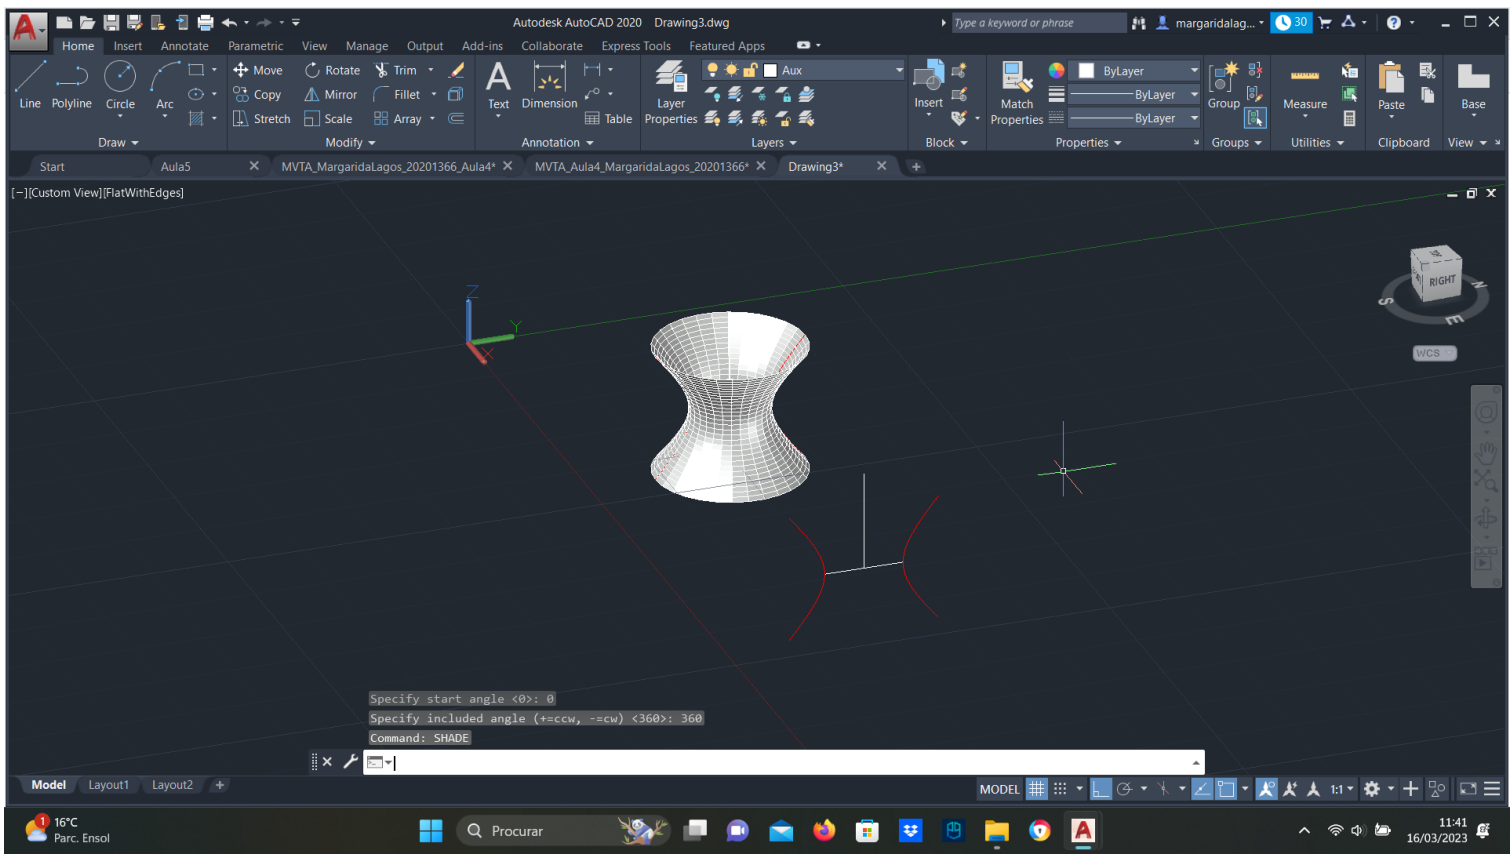 Autodesk AutoCAD 2020 Drawing3.dwg
Type a keyword or phrase
margaridalag...
30
Home Insert Annotate Parametric View Manage Output Add-ins Collaborate Express Tools Featured Apps
Line Polyline Circle Arc
Move Rotate Trim
Copy Mirror Fillet
Stretch Scale Array
Text Dimension Table
Layer Properties
Aux
Insert
Match Properties
ByLayer
ByLayer
ByLayer
Group
Measure
Paste
Base
Draw Modify Annotation Layers Block Properties Groups Utilities Clipboard View
Start Aula5 MVTA_MargaridaLagos_20201366_Aula4* MVTA_Aula4_MargaridaLagos_20201366* Drawing3*
[−][Custom View][FlatWithEdges]
Z
Y
X
RIGHT
S
N
E
WCS
Specify start angle <0>: 0
Specify included angle (+=ccw, -=cw) <360>: 360
Command: SHADE
Model Layout1 Layout2
MODEL
1:1
1
16°C
Parc. Ensol
Procurar
11:41
16/03/2023